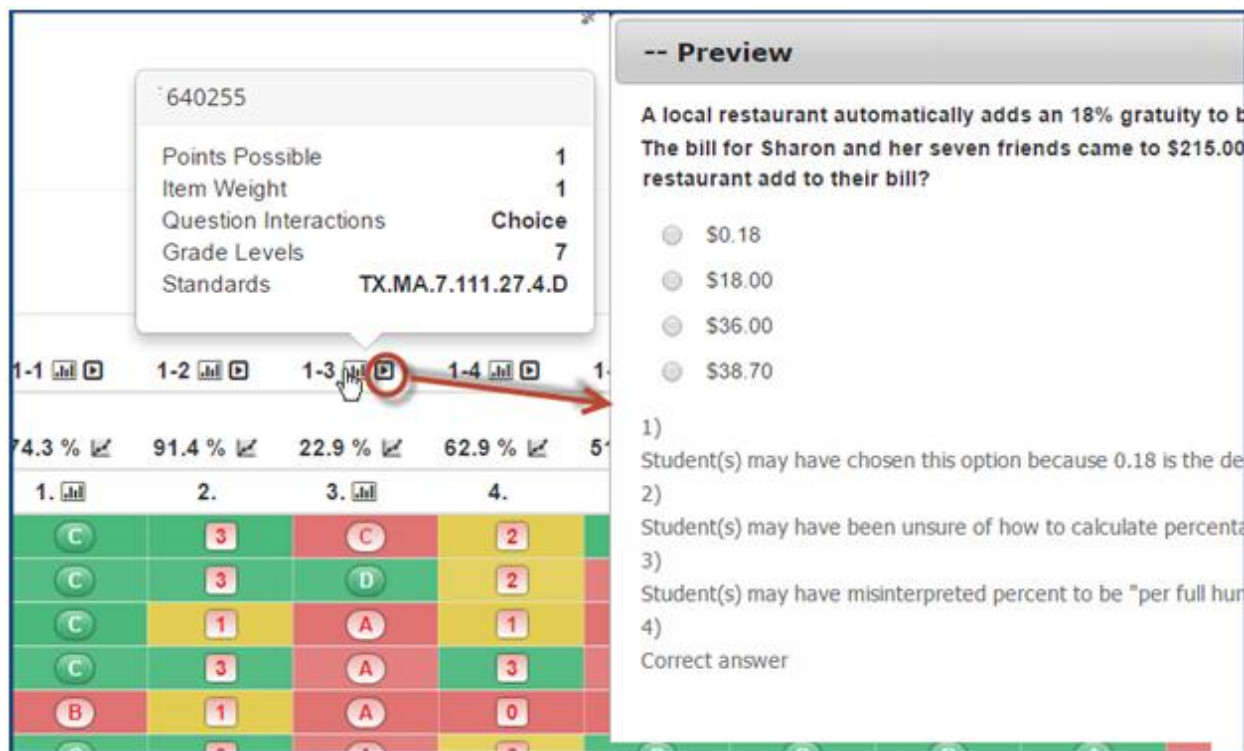 640255
Points Possible 1
Item Weight 1
Question Interactions Choice
Grade Levels 7
Standards TX.MA.7.111.27.4.D
1-1 1-2 1-3 1-4
74.3 % 91.4 % 22.9 % 62.9 %
1. 2. 3. 4.
C 3 C 2
C 3 D 2
C 1 A 1
C 3 A 3
B 1 A 0
-- Preview
A local restaurant automatically adds an 18% gratuity to
The bill for Sharon and her seven friends came to $215.00
restaurant add to their bill?
$0.18
$18.00
$36.00
$38.70
1)
Student(s) may have chosen this option because 0.18 is the
2)
Student(s) may have been unsure of how to calculate
3)
Student(s) may have misinterpreted percent to be "per full
4)
Correct answer